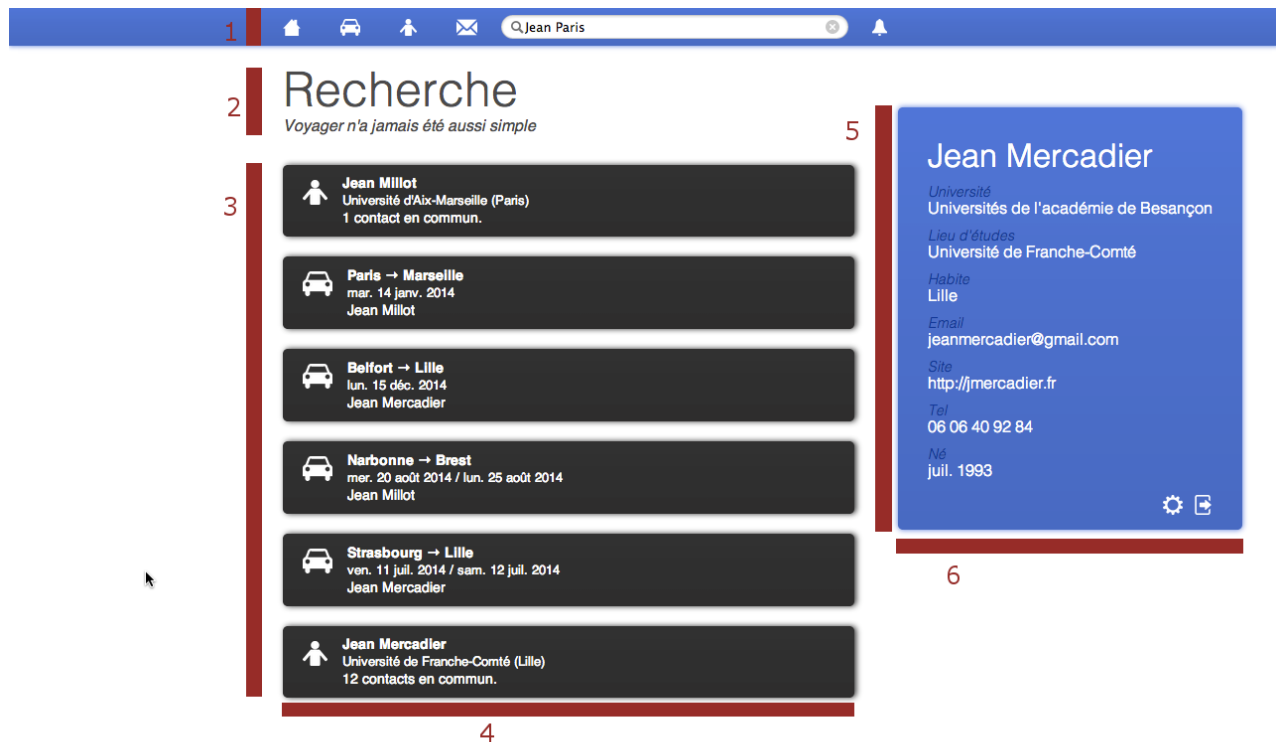 1
Jean Paris
2
Recherche
Voyager n'a jamais été aussi simple
3
Jean Millot
Université d'Aix-Marseille (Paris)
1 contact en commun.
Paris → Marseille
mar. 14 janv. 2014
Jean Millot
Belfort → Lille
lun. 15 déc. 2014
Jean Mercadier
Narbonne → Brest
mer. 20 août 2014 / lun. 25 août 2014
Jean Millot
Strasbourg → Lille
ven. 11 juil. 2014 / sam. 12 juil. 2014
Jean Mercadier
Jean Mercadier
Université de Franche-Comté (Lille)
12 contacts en commun.
4
5
Jean Mercadier
Université
Universités de l'académie de Besançon
Lieu d'études
Université de Franche-Comté
Habite
Lille
Email
jeanmercadier@gmail.com
Site
http://jmercadier.fr
Tel
06 06 40 92 84
Né
juil. 1993
6